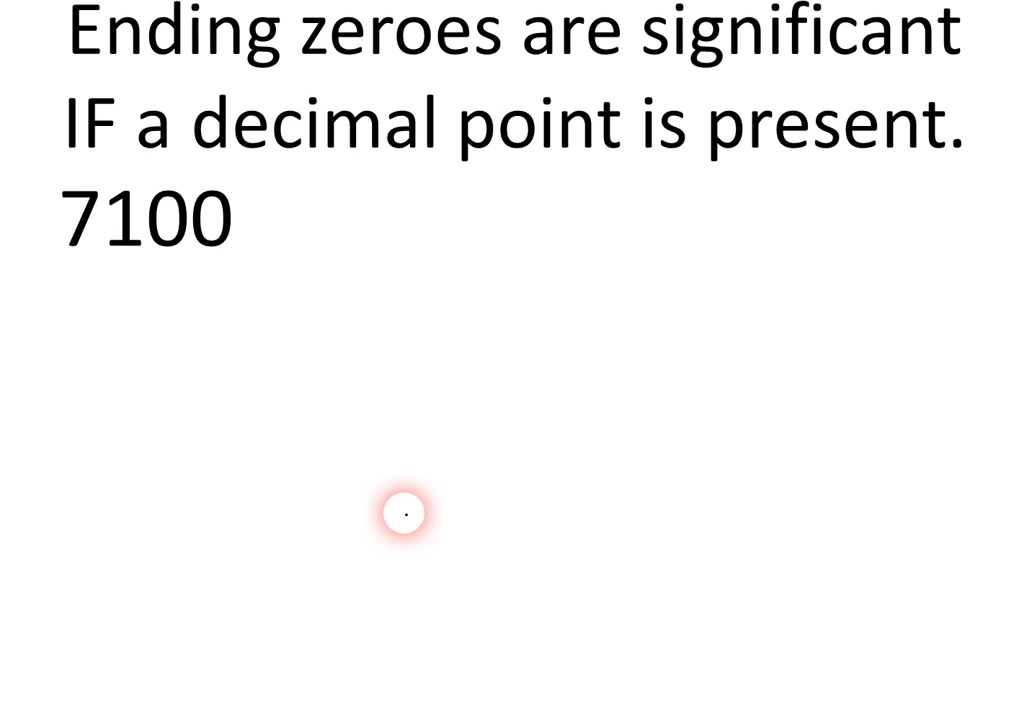 Ending zeroes are significant
IF a decimal point is present.
7100